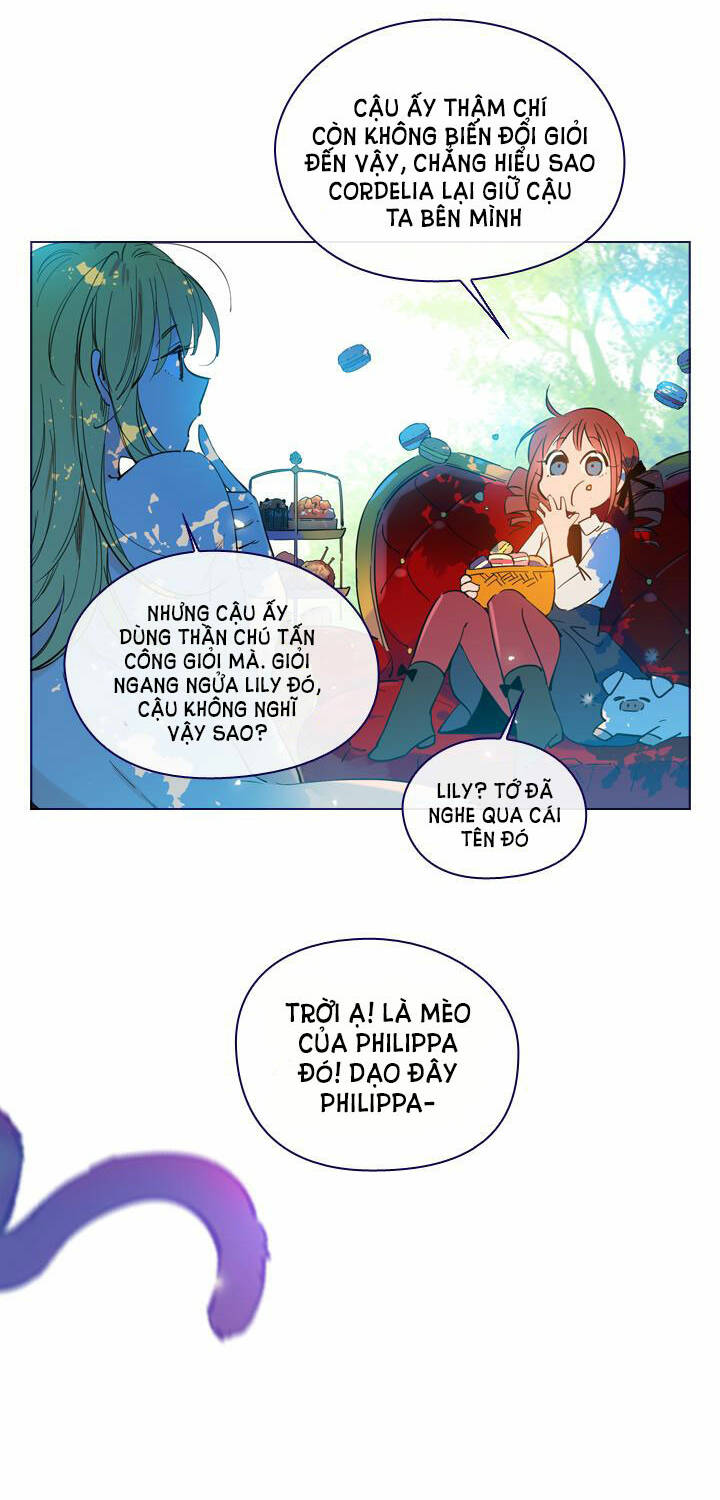 CẬU ẤY THẬM CHÍ
CÒN KHÔNG BIẾN ĐỔI GIỎI
ĐẾN VẬY, CHẲNG HIỂU SAO
CORDELIA LẠI GIỮ CẬU
TA BÊN MÌNH
NHƯNG CẬU ẤY
DÙNG THẦN CHÚ TẤN
CÔNG GIỎI MÀ. GIỎI
NGANG NGỬA LILY ĐÓ,
CẬU KHÔNG NGHĨ
VẬY SAO?
LILY? TỚ ĐÃ
NGHE QUA CÁI
TÊN ĐÓ
TRỜI Ạ! LÀ MÈO
CỦA PHILIPPA
ĐÓ! DẠO ĐÂY
PHILIPPA-